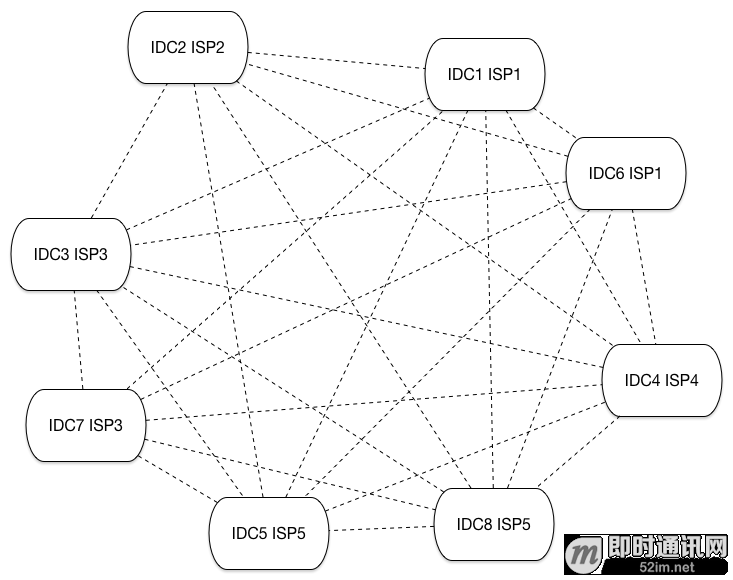 IDC2 ISP2
IDC1 ISP1
IDC6 ISP1
IDC3 ISP3
IDC4 ISP4
IDC7 ISP3
IDC5 ISP5
IDC8 ISP5
m 即时通讯网
52im.net